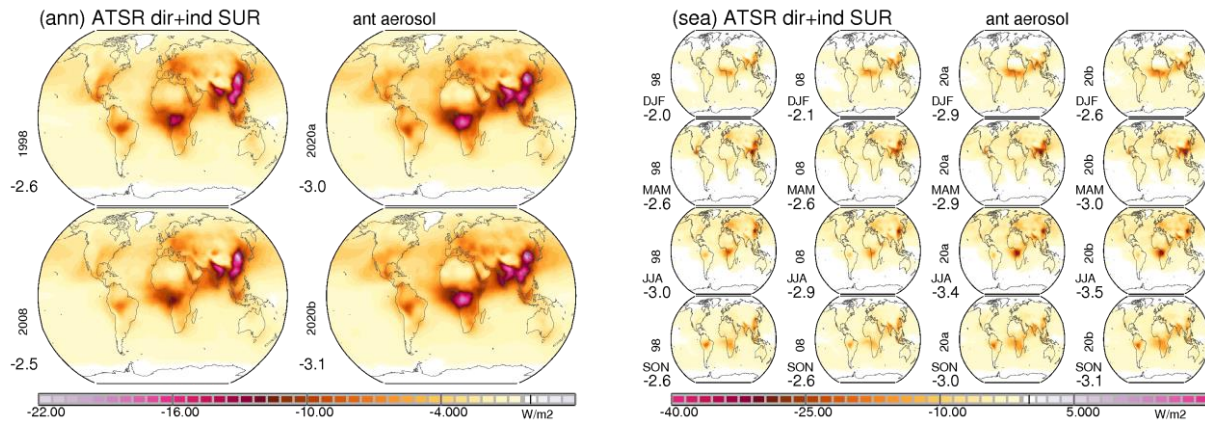 (ann) ATSR dir+ind SUR ant aerosol
1998 -2.6
2020a -3.0
2008 -2.5
2020b -3.1
-22.00 -16.00 -10.00 -4.000 W/m2
(sea) ATSR dir+ind SUR ant aerosol
98 DJF -2.0
08 DJF -2.1
20a DJF -2.9
20b DJF -2.6
98 MAM -2.6
08 MAM -2.6
20a MAM -2.9
20b MAM -3.0
98 JJA -3.0
08 JJA -2.9
20a JJA -3.4
20b JJA -3.5
98 SON -2.6
08 SON -2.6
20a SON -3.0
20b SON -3.1
-40.00 -25.00 -10.00 5.000 W/m2